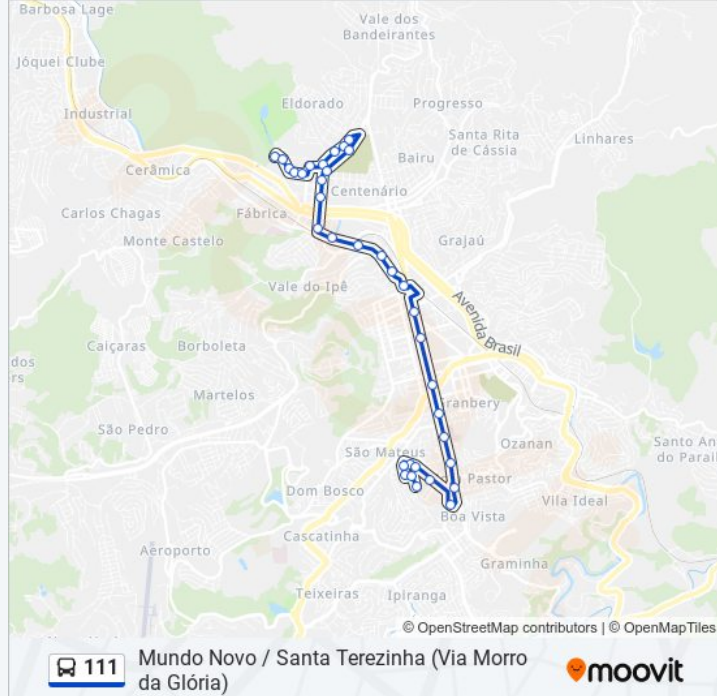 Barbosa Lage
Vale dos
Bandeirantes
Jóquei Clube
Eldorado
Progresso
Industrial
Santa Rita
de Cássia
Linhares
Bairu
Cerâmica
Centenário
Carlos Chagas
Fábrica
Monte Castelo
Grajaú
Vale do Ipê
Avenida Brasil
Caiçaras
Borboleta
dos
rs
Martelos
Granbery
São Pedro
Ozanan
Santo An
do Parai
São Mateus
Pastor
Dom Bosco
Vila Ideal
Boa Vista
Cascatinha
Aeroporto
Graminha
Teixeiras
Ipiranga
© OpenStreetMap contributors | © OpenMapTiles
111
Mundo Novo / Santa Terezinha (Via Morro
da Glória)
moovit